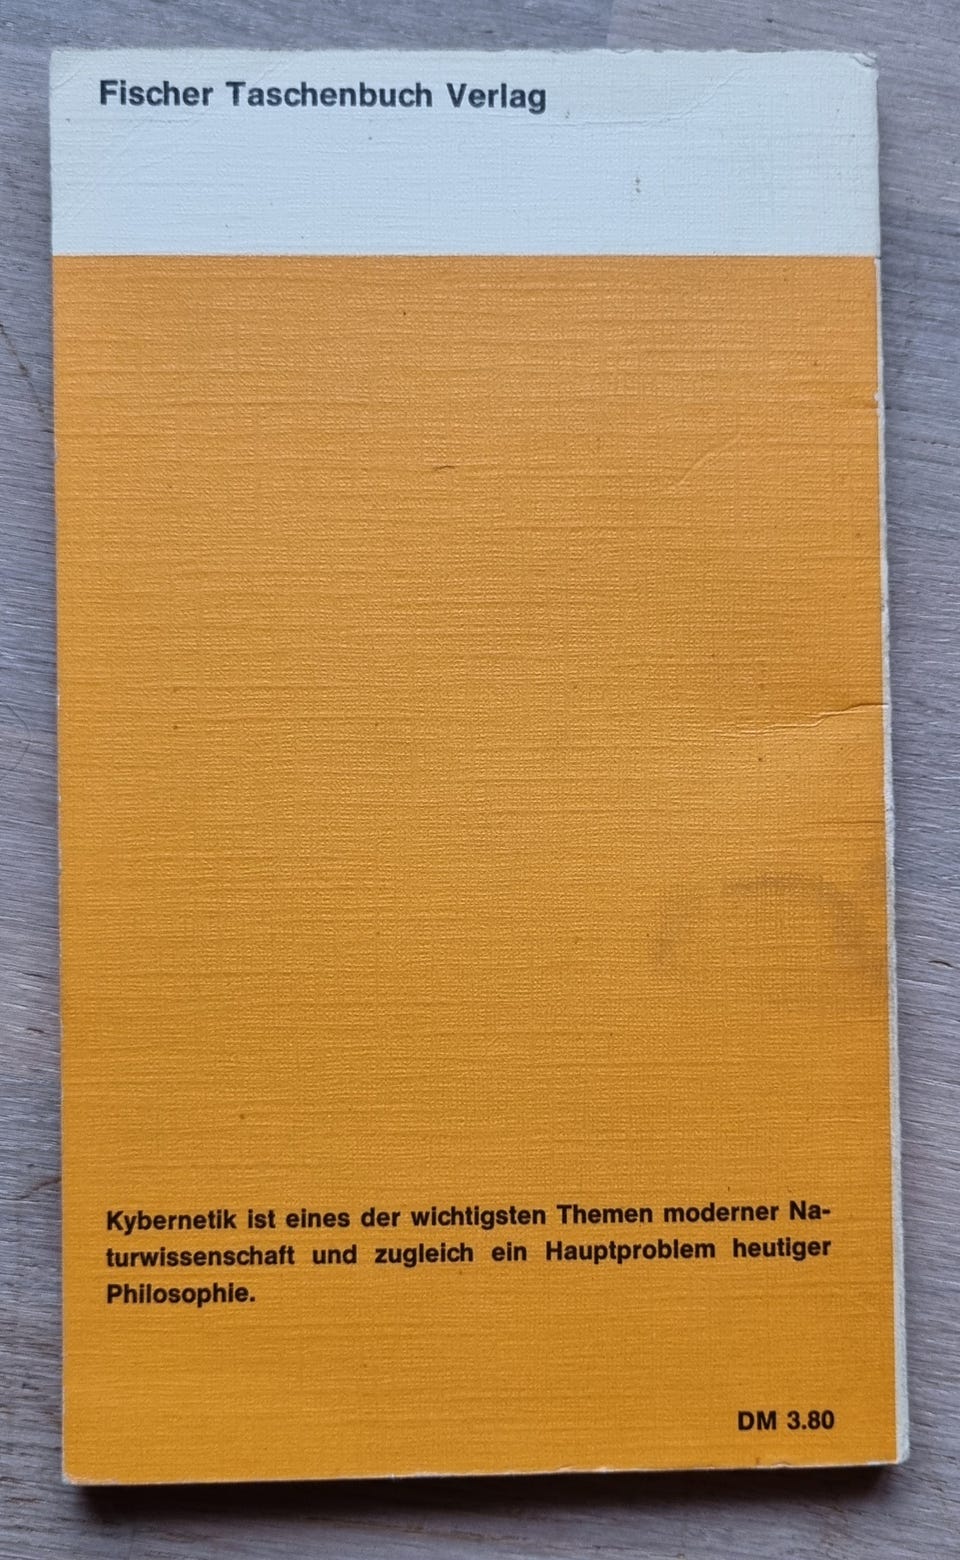 Fischer Taschenbuch Verlag
Kybernetik ist eines der wichtigsten Themen moderner Na-
turwissenschaft und zugleich ein Hauptproblem heutiger
Philosophie.
DM 3.80